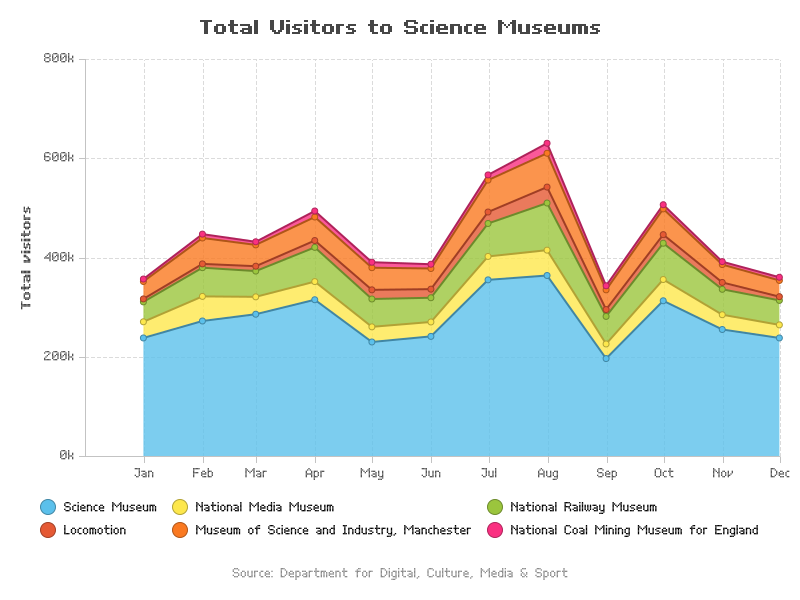 Total Visitors to Science Museums
Total visitors
800k
600k
400k
200k
0k
Jan Feb Mar Apr May Jun Jul Aug Sep Oct Nov Dec
Science Museum National Media Museum National Railway Museum
Locomotion Museum of Science and Industry, Manchester National Coal Mining Museum for England
Source: Department for Digital, Culture, Media & Sport